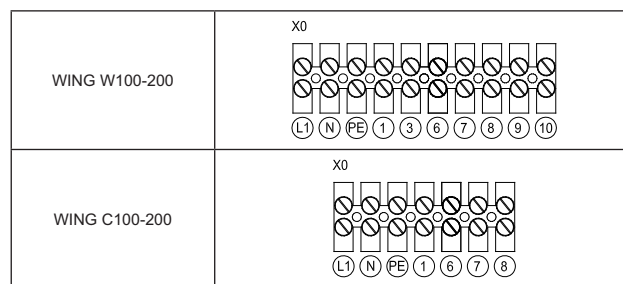 X0
WING W100-200
L1 N PE 1 3 6 7 8 9 10
X0
WING C100-200
L1 N PE 1 6 7 8